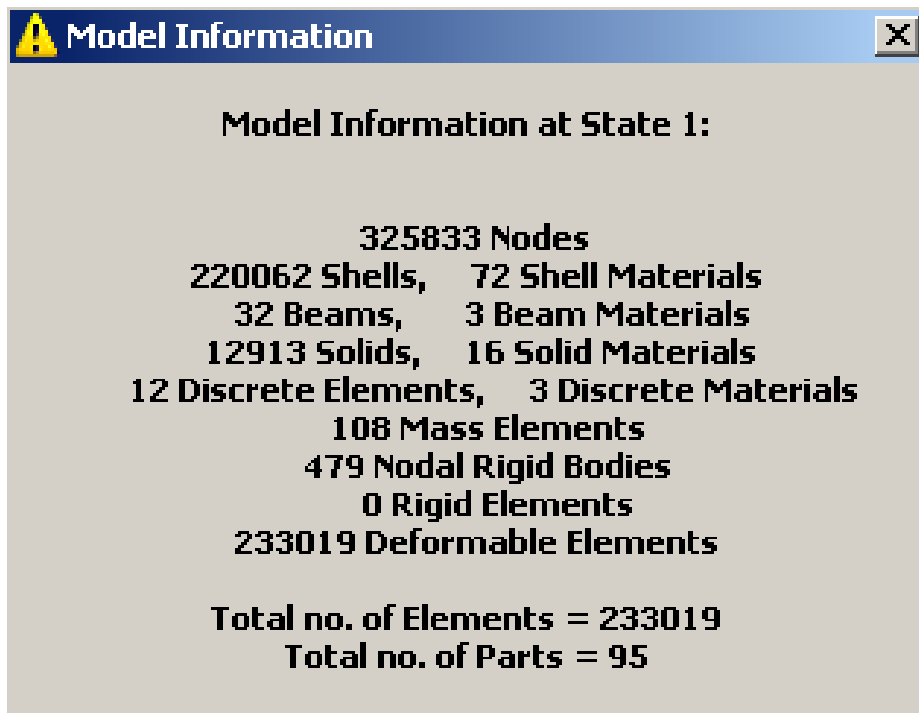 Model Information
Model Information at State 1:
325833 Nodes
220062 Shells, 72 Shell Materials
32 Beams, 3 Beam Materials
12913 Solids, 16 Solid Materials
12 Discrete Elements, 3 Discrete Materials
108 Mass Elements
479 Nodal Rigid Bodies
0 Rigid Elements
233019 Deformable Elements
Total no. of Elements = 233019
Total no. of Parts = 95